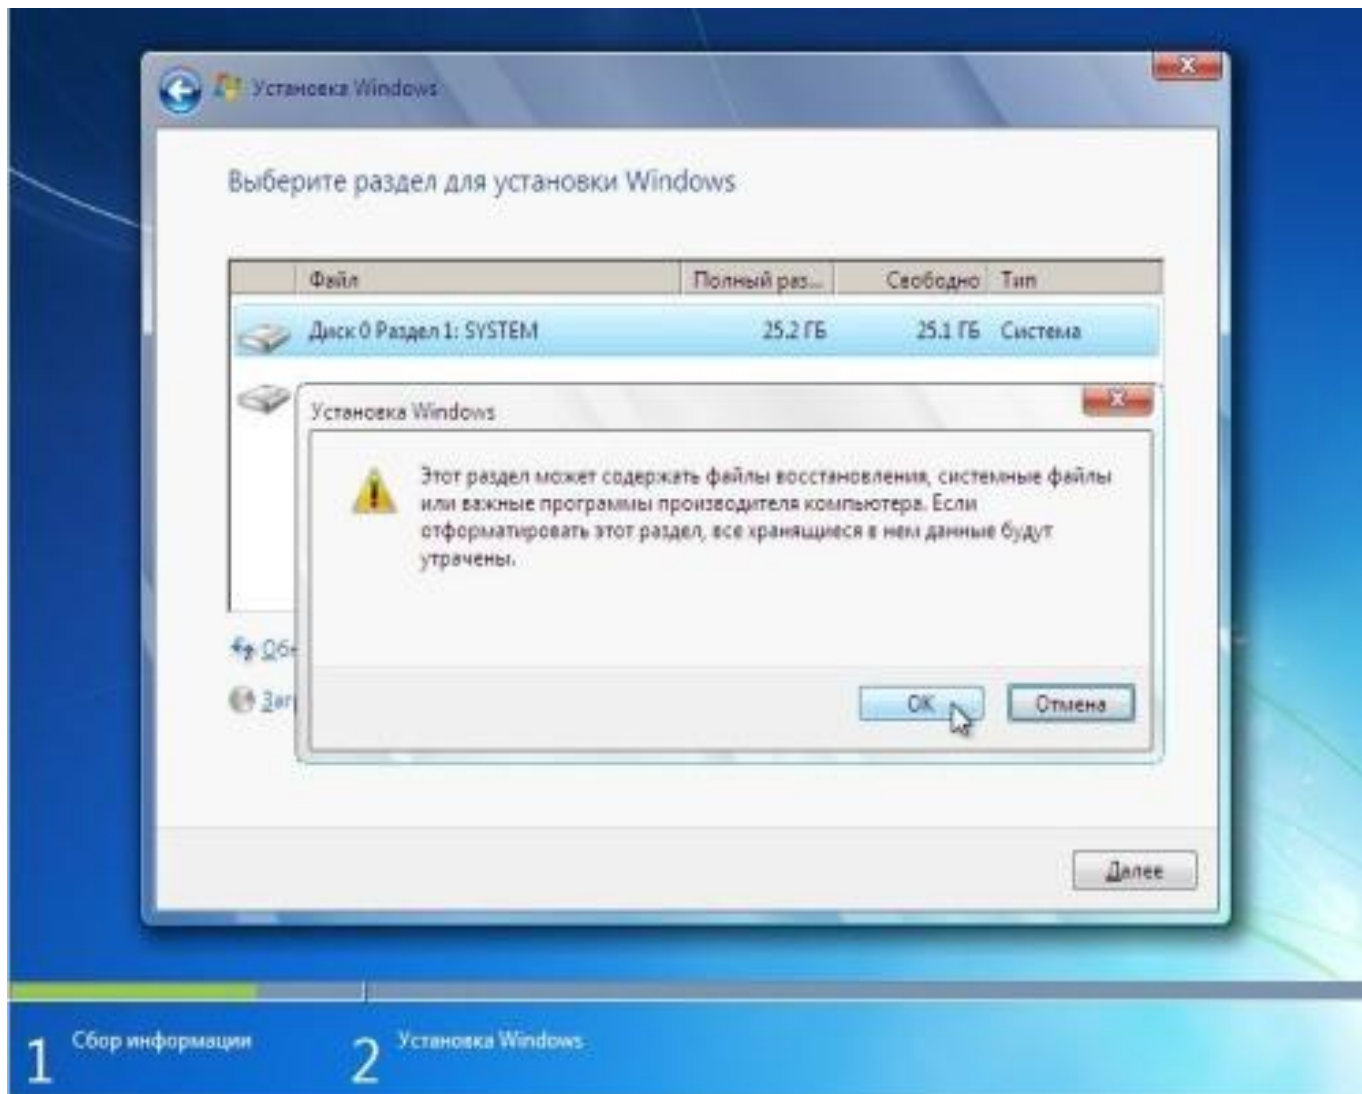 Установка Windows
Выберите раздел для установки Windows
Файл Полный раз... Свободно Тип
Диск 0 Раздел 1: SYSTEM 25.2 ГБ 25.1 ГБ Система
Установка Windows
Этот раздел может содержать файлы восстановления, системные файлы
или важные программы производителя компьютера. Если
отформатировать этот раздел, все хранящиеся в нем данные будут
утрачены.
ОК Отмена
Далее
1 Сбор информации 2 Установка Windows